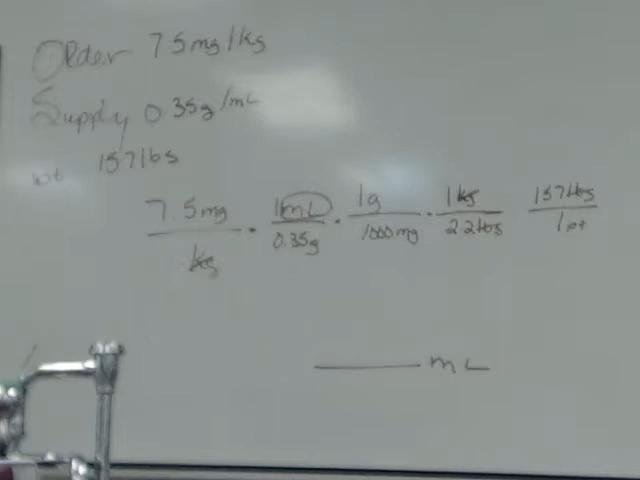 Order 7.5mg/kg
Supply 0.35g/mL
wt 157lbs
7.5mg/kg · 1mL/0.35g · 1g/1000mg · 1kg/2.2lbs 157lbs/1pt
_____ mL